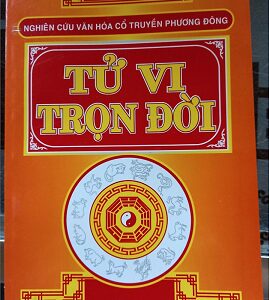 NGHIÊN CỨU VĂN HÓA CỔ TRUYỀN PHƯƠNG ĐÔNG
TỬ VI
TRỌN ĐỜI